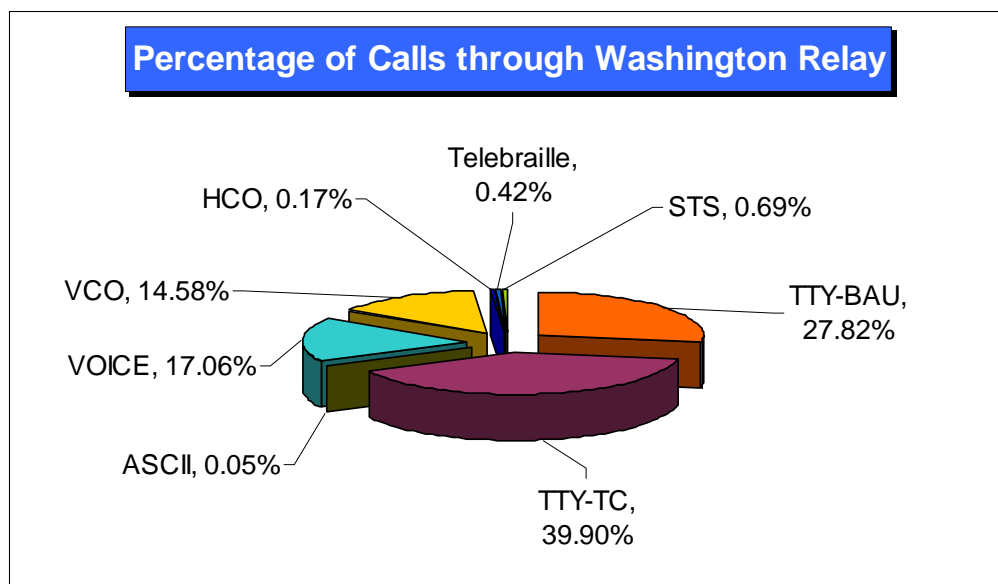 Percentage of Calls through Washington Relay
Telebraille,
0.42%
HCO, 0.17%
STS, 0.69%
VCO, 14.58%
TTY-BAU,
27.82%
VOICE, 17.06%
ASCII, 0.05%
TTY-TC,
39.90%